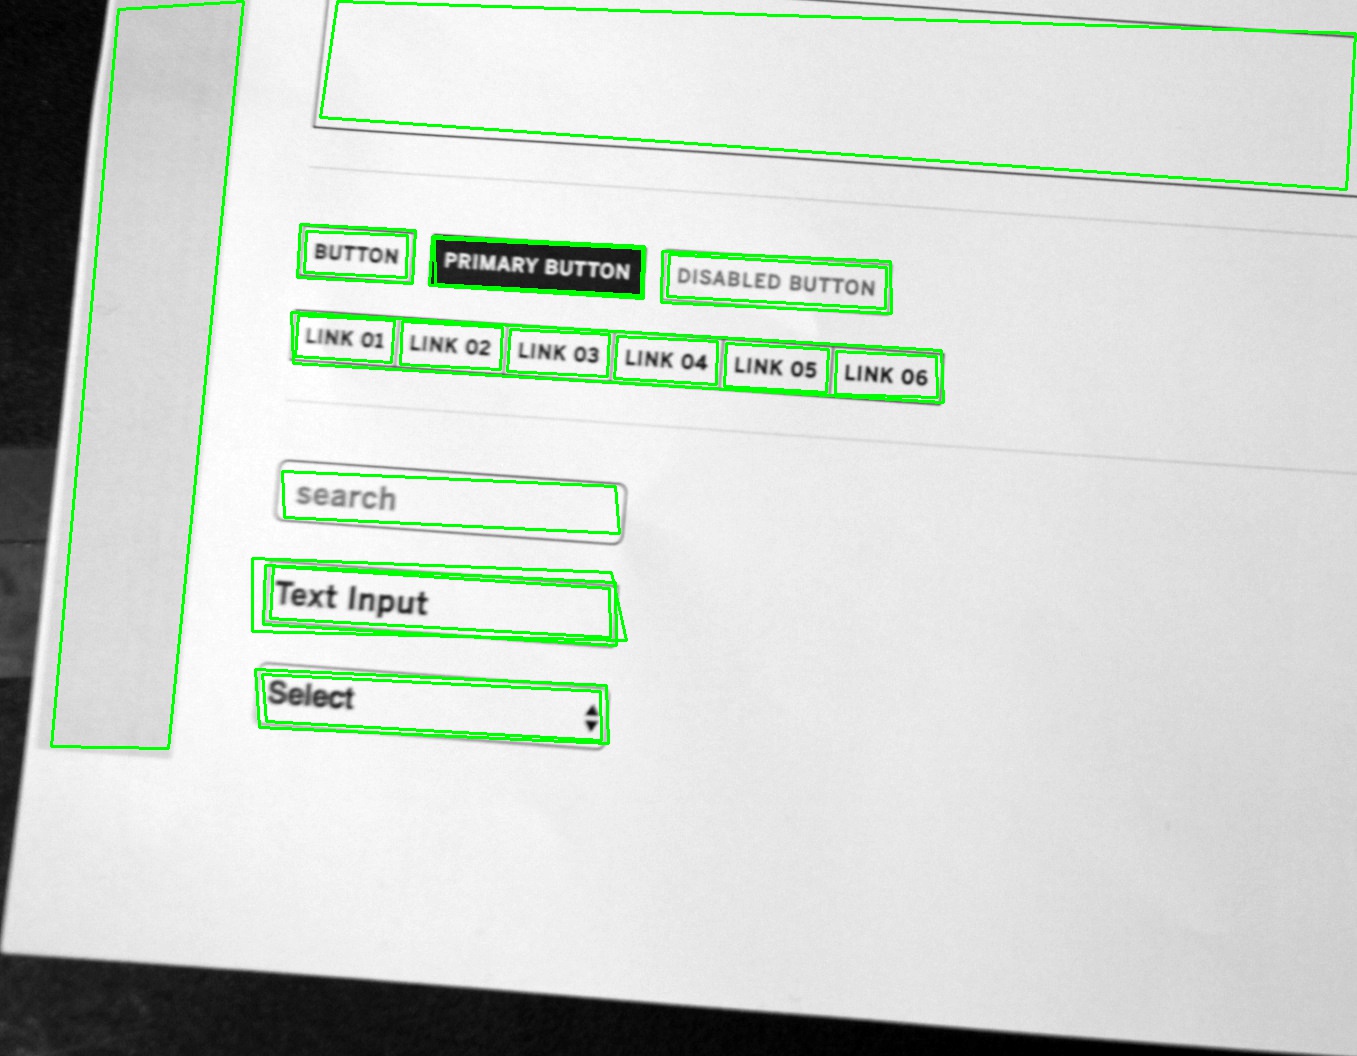 BUTTON PRIMARY BUTTON DISABLED BUTTON
LINK 01 LINK 02 LINK 03 LINK 04 LINK 05 LINK 06
search
Text Input
Select